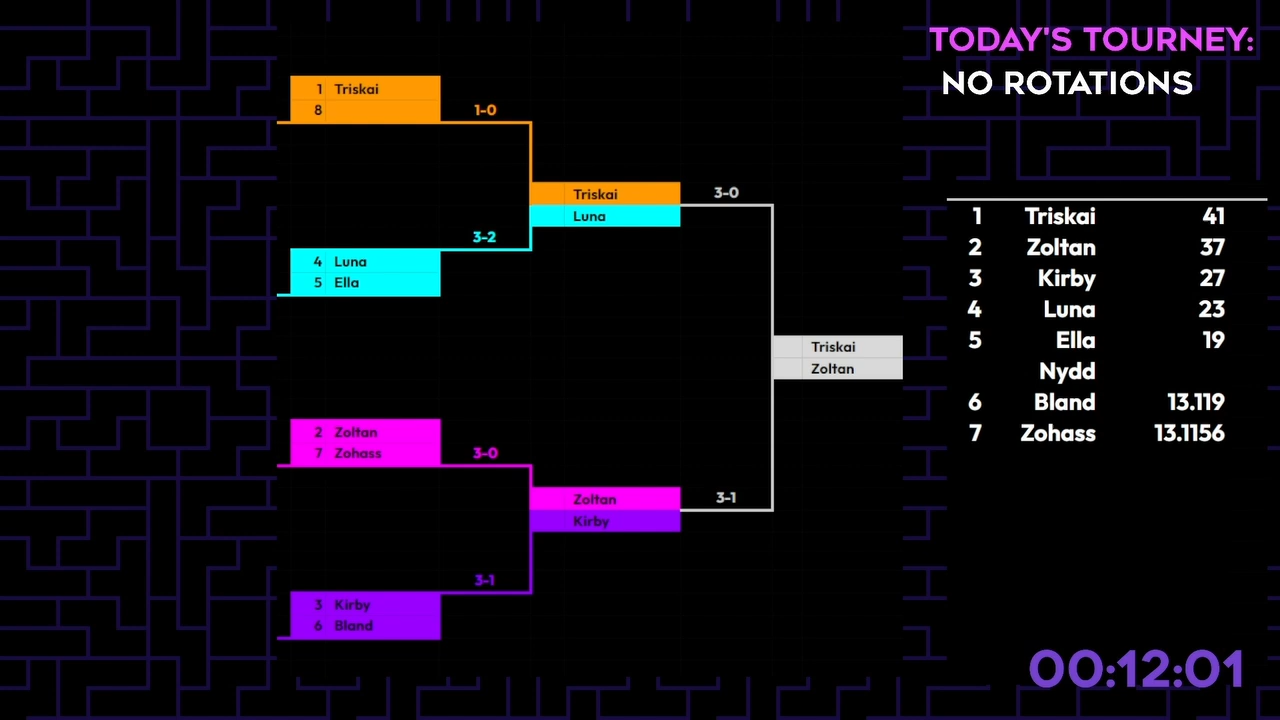 TODAY'S TOURNEY:
NO ROTATIONS
1 Triskai
8
1-0
3-2
4 Luna
5 Ella
Triskai
Luna
3-0
2 Zoltan
7 Zohass
3-0
3-1
3 Kirby
6 Bland
Zoltan
Kirby
3-1
Triskai
Zoltan
1 Triskai 41
2 Zoltan 37
3 Kirby 27
4 Luna 23
5 Ella 19
Nydd
6 Bland 13.119
7 Zohass 13.1156
00:12:01